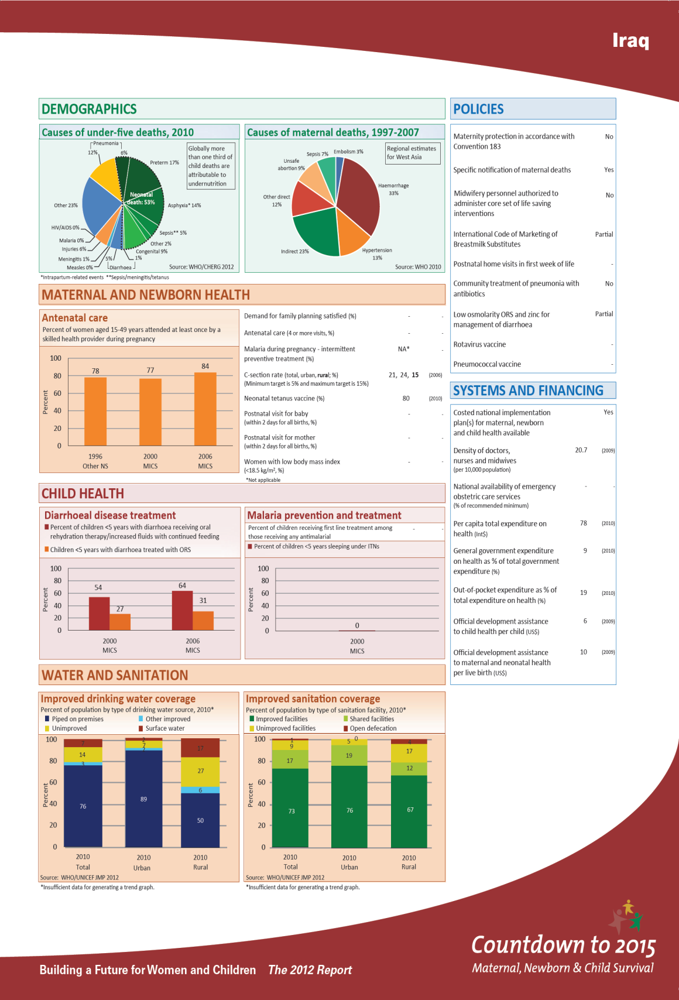 Iraq
DEMOGRAPHICS
Causes of under-five deaths, 2010
Pneumonia
12%
6%
Globally more
than one third of
child deaths are
attributable to
undernutrition
Preterm 17%
Neonatal
death: 53%
Asphyxia* 14%
Other 23%
HIV/AIDS 0%
Sepsis** 5%
Malaria 0%
Other 2%
Injuries 6%
Congenital 9%
Meningitis 1%
5%
1%
Measles 0%
Diarrhoea
Source: WHO/CHERG 2012
*Intrapartum-related events **Sepsis/meningitis/tetanus
Causes of maternal deaths, 1997-2007
Regional estimates
for West Asia
Sepsis 7%
Embolism 3%
Unsafe
abortion 9%
Haemorrhage
33%
Other direct
12%
Indirect 23%
Hypertension
13%
Source: WHO 2010
MATERNAL AND NEWBORN HEALTH
Antenatal care
Percent of women aged 15-49 years attended at least once by a
skilled health provider during pregnancy
Percent
100
80
60
40
20
0
78
77
84
1996
Other NS
2000
MICS
2006
MICS
Demand for family planning satisfied (%) - -
Antenatal care (4 or more visits, %) - -
Malaria during pregnancy - intermittent NA* -
preventive treatment (%)
C-section rate (total, urban, rural; %) 21, 24, 15 (2006)
(Minimum target is 5% and maximum target is 15%)
Neonatal tetanus vaccine (%) 80 (2010)
Postnatal visit for baby - -
(within 2 days for all births, %)
Postnatal visit for mother - -
(within 2 days for all births, %)
Women with low body mass index - -
(<18.5 kg/m², %)
*Not applicable
CHILD HEALTH
Diarrhoeal disease treatment
Percent of children <5 years with diarrhoea receiving oral
rehydration therapy/increased fluids with continued feeding
Children <5 years with diarrhoea treated with ORS
Percent
100
80
60
40
20
0
54
27
64
31
2000
MICS
2006
MICS
Malaria prevention and treatment
Percent of children receiving first line treatment among - -
those receiving any antimalarial
Percent of children <5 years sleeping under ITNs
Percent
100
80
60
40
20
0
0
2000
MICS
WATER AND SANITATION
Improved drinking water coverage
Percent of population by type of drinking water source, 2010*
Piped on premises
Other improved
Unimproved
Surface water
Percent
100
80
60
40
20
0
7
14
3
76
2
7
2
89
17
27
6
50
2010
Total
2010
Urban
2010
Rural
Source: WHO/UNICEF JMP 2012
*Insufficient data for generating a trend graph.
Improved sanitation coverage
Percent of population by type of sanitation facility, 2010*
Improved facilities
Shared facilities
Unimproved facilities
Open defecation
Percent
100
80
60
40
20
0
1
9
17
73
5
0
19
76
4
17
12
67
2010
Total
2010
Urban
2010
Rural
Source: WHO/UNICEF JMP 2012
*Insufficient data for generating a trend graph.
POLICIES
Maternity protection in accordance with No
Convention 183
Specific notification of maternal deaths Yes
Midwifery personnel authorized to No
administer core set of life saving
interventions
International Code of Marketing of Partial
Breastmilk Substitutes
Postnatal home visits in first week of life -
Community treatment of pneumonia with No
antibiotics
Low osmolarity ORS and zinc for Partial
management of diarrhoea
Rotavirus vaccine -
Pneumococcal vaccine -
SYSTEMS AND FINANCING
Costed national implementation Yes
plan(s) for maternal, newborn
and child health available
Density of doctors, 20.7 (2009)
nurses and midwives
(per 10,000 population)
National availability of emergency - -
obstetric care services
(% of recommended minimum)
Per capita total expenditure on 78 (2010)
health (Int$)
General government expenditure 9 (2010)
on health as % of total government
expenditure (%)
Out-of-pocket expenditure as % of 19 (2010)
total expenditure on health (%)
Official development assistance 6 (2009)
to child health per child (US$)
Official development assistance 10 (2009)
to maternal and neonatal health
per live birth (US$)
Countdown to 2015
Maternal, Newborn & Child Survival
Building a Future for Women and Children The 2012 Report